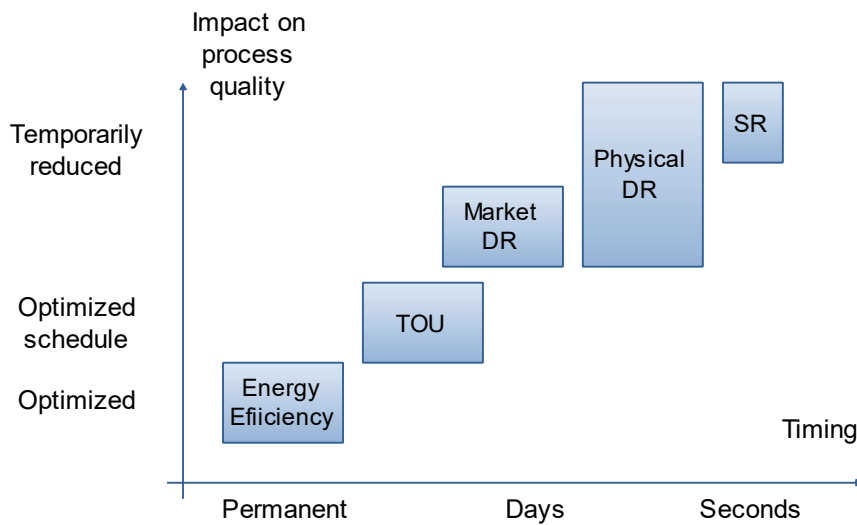 Impact on
process
quality
Temporarily
reduced
SR
Physical
DR
Market
DR
Optimized
schedule
TOU
Optimized
Energy
Efiiciency
Timing
Permanent
Days
Seconds